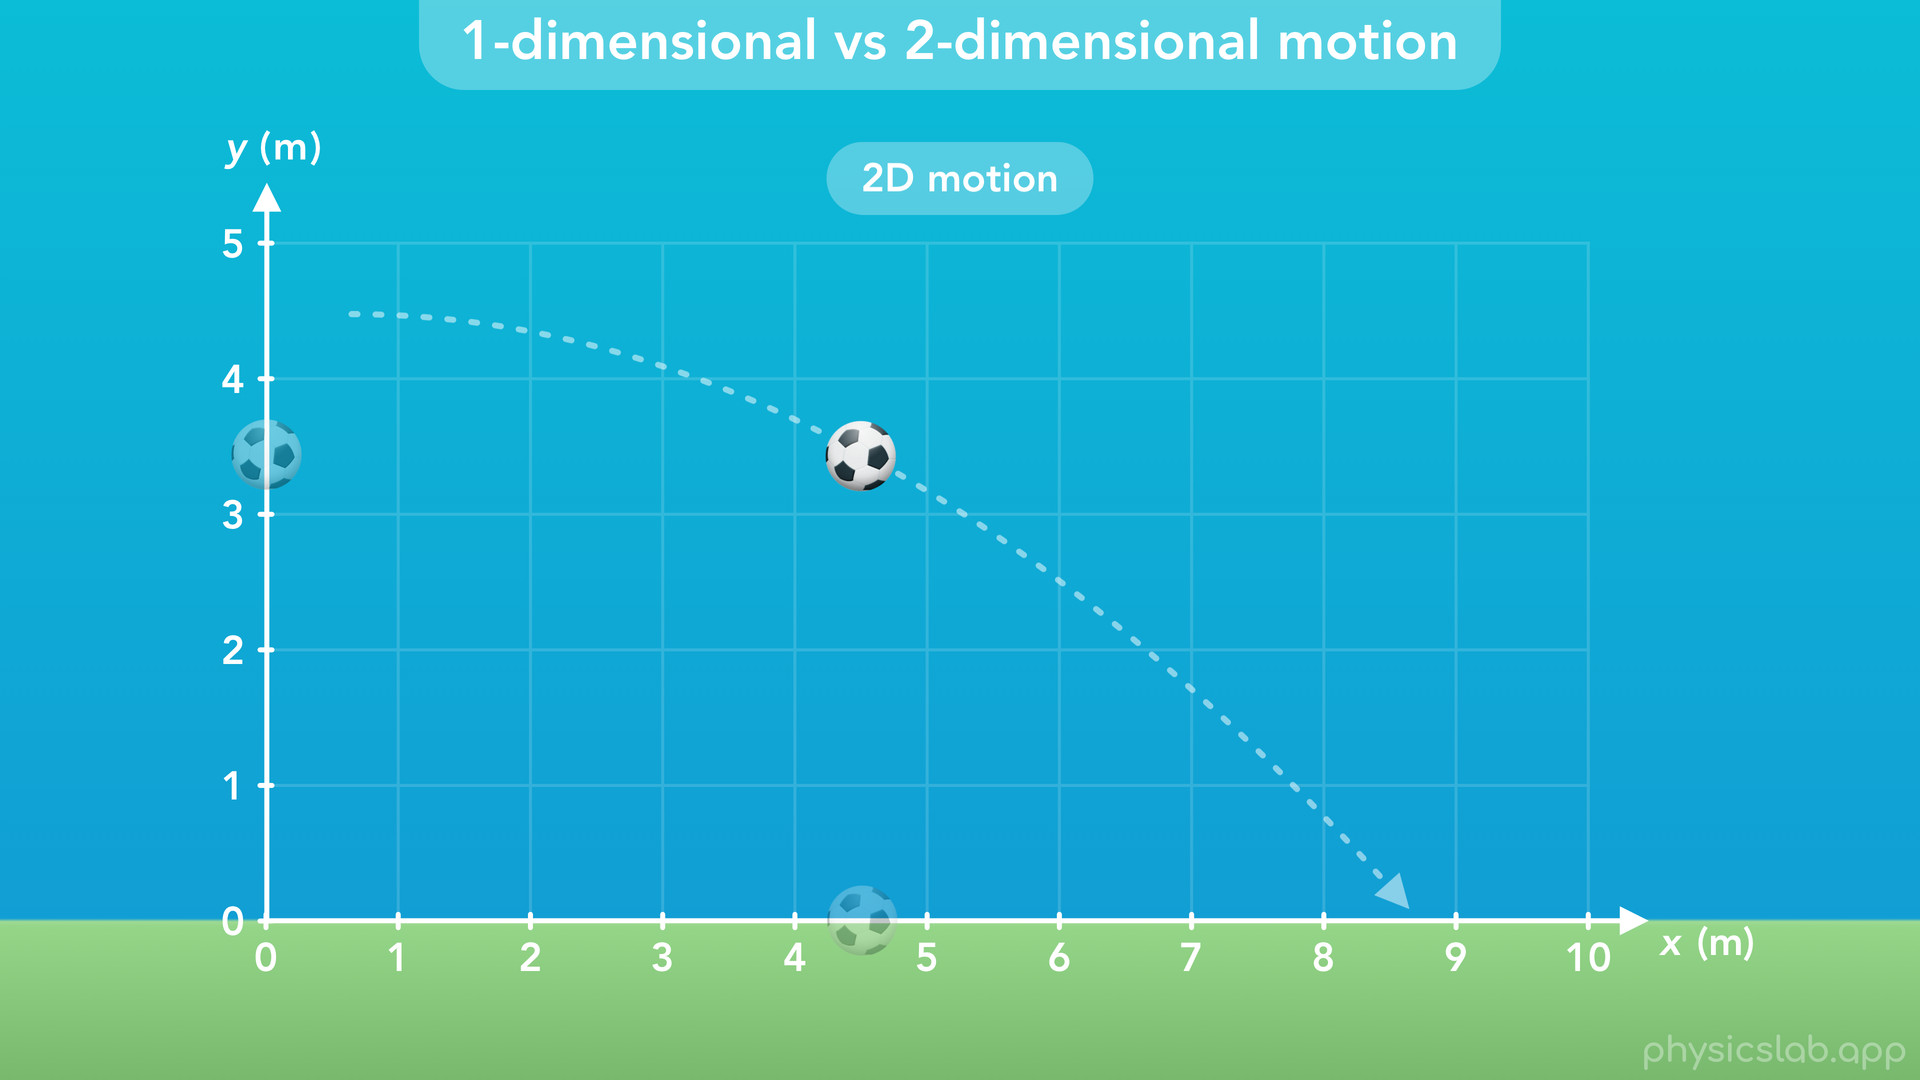 1-dimensional vs 2-dimensional motion
y (m)
2D motion
5
4
3
2
1
0
0 1 2 3 4 5 6 7 8 9 10
x (m)
physicslab.app